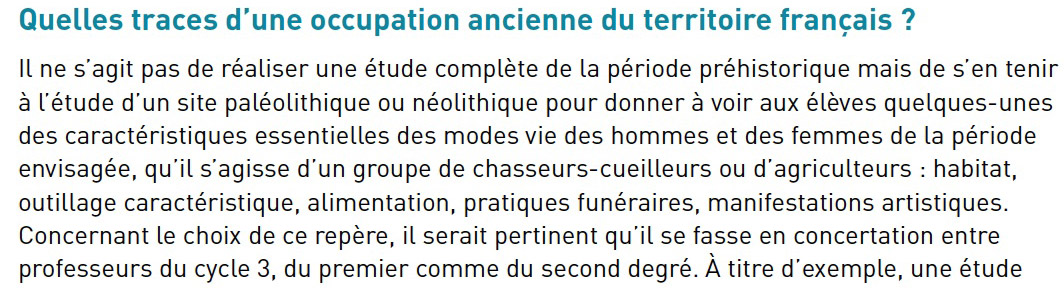 Quelles traces d’une occupation ancienne du territoire français ?
Il ne s’agit pas de réaliser une étude complète de la période préhistorique mais de s’en tenir
à l’étude d’un site paléolithique ou néolithique pour donner à voir aux élèves quelques-unes
des caractéristiques essentielles des modes vie des hommes et des femmes de la période
envisagée, qu’il s’agisse d’un groupe de chasseurs-cueilleurs ou d’agriculteurs : habitat,
outillage caractéristique, alimentation, pratiques funéraires, manifestations artistiques.
Concernant le choix de ce repère, il serait pertinent qu’il se fasse en concertation entre
professeurs du cycle 3, du premier comme du second degré. À titre d’exemple, une étude